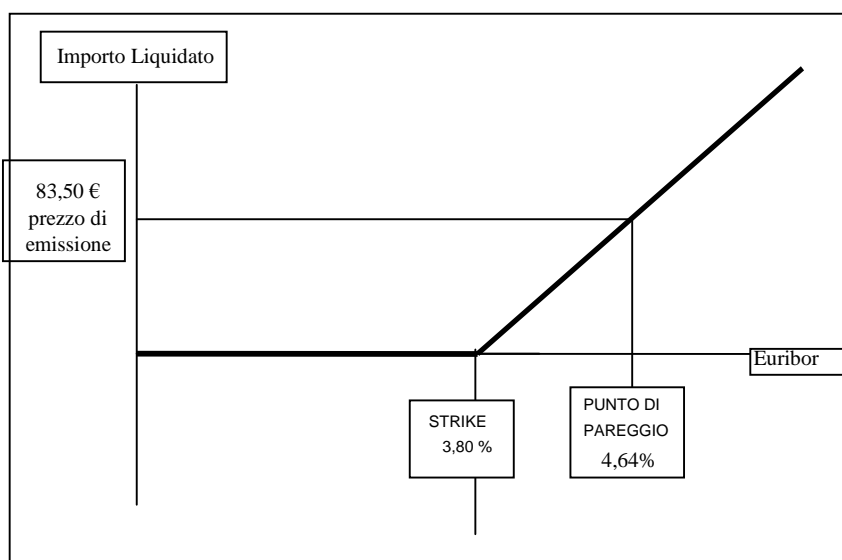 Importo Liquidato
83,50 €
prezzo di
emissione
Euribor
STRIKE
3,80 %
PUNTO DI
PAREGGIO
4,64%